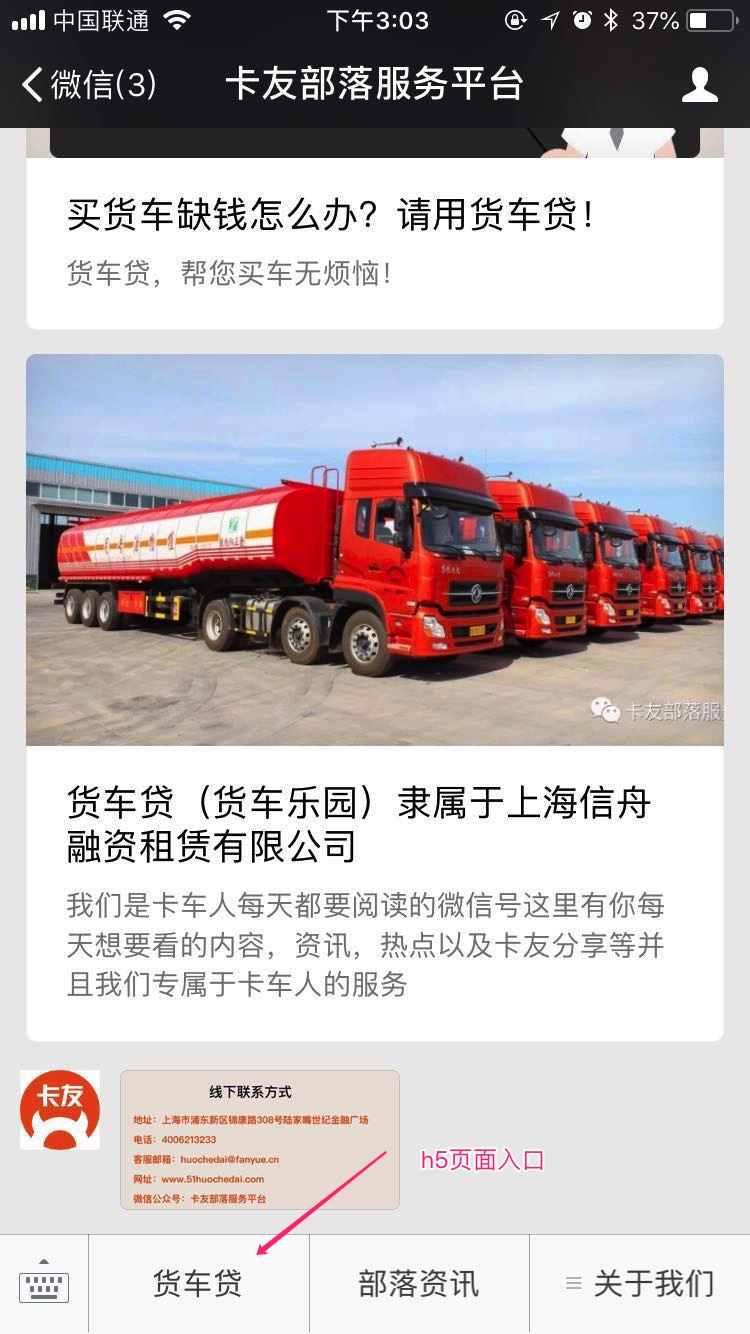 中国联通
下午3:03
37%
微信(3)
卡友部落服务平台
买货车缺钱怎么办？请用货车贷！
货车贷，帮您买车无烦恼！
卡友部落服
货车贷（货车乐园）隶属于上海信舟
融资租赁有限公司
我们是卡车人每天都要阅读的微信号这里有你每
天想要看的内容，资讯，热点以及卡友分享等并
且我们专属于卡车人的服务
卡友
线下联系方式
地址：上海市浦东新区锦康路308号陆家嘴世纪金融广场
电话：4006213233
客服邮箱：huochedai@fanyue.cn
网址：www.51huochedai.com
微信公众号：卡友部落服务平台
h5页面入口
货车贷
部落资讯
关于我们